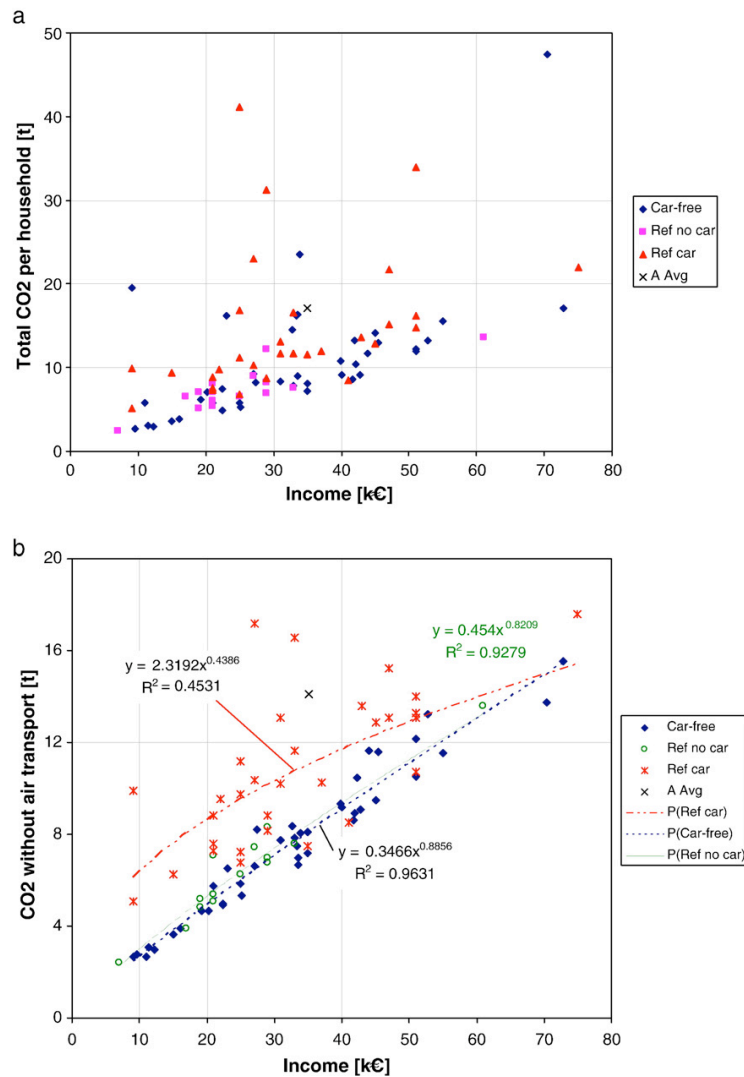 a
50
40
30
20
10
0
Total CO2 per household [t]
0 10 20 30 40 50 60 70 80
Income [k€]
Car-free
Ref no car
Ref car
A Avg
b
20
16
12
8
4
0
CO2 without air transport [t]
y = 0.454x^0.8209
R² = 0.9279
y = 2.3192x^0.4386
R² = 0.4531
y = 0.3466x^0.8856
R² = 0.9631
0 10 20 30 40 50 60 70 80
Income [k€]
Car-free
Ref no car
Ref car
A Avg
P(Ref car)
P(Car-free)
P(Ref no car)